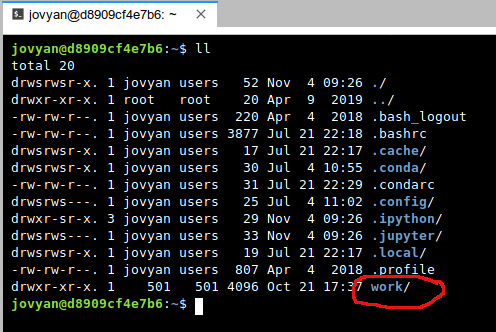 jovyan@d8909cf4e7b6: ~
jovyan@d8909cf4e7b6:~$ ll
total 20
drwsrwsr-x. 1 jovyan users   52 Nov  4 09:26 ./
drwxr-xr-x. 1 root   root    20 Apr  9  2019 ../
-rw-rw-r--. 1 jovyan users  220 Apr  4  2018 .bash_logout
-rw-rw-r--. 1 jovyan users 3877 Jul 21 22:18 .bashrc
drwsrwsr-x. 1 jovyan users   17 Jul 21 22:17 .cache/
drwsrwsr-x. 1 jovyan users   30 Jul  4 10:55 .conda/
-rw-rw-r--. 1 jovyan users   31 Jul 21 22:29 .condarc
drwsrws---. 1 jovyan users   25 Jul  4 11:02 .config/
drwxr-sr-x. 3 jovyan users   29 Nov  4 09:26 .ipython/
drwsrws---. 1 jovyan users   33 Nov  4 09:26 .jupyter/
drwsrwsr-x. 1 jovyan users   19 Jul 21 22:17 .local/
-rw-rw-r--. 1 jovyan users  807 Apr  4  2018 .profile
drwxr-xr-x. 1    501   501 4096 Oct 21 17:37 work/
jovyan@d8909cf4e7b6:~$